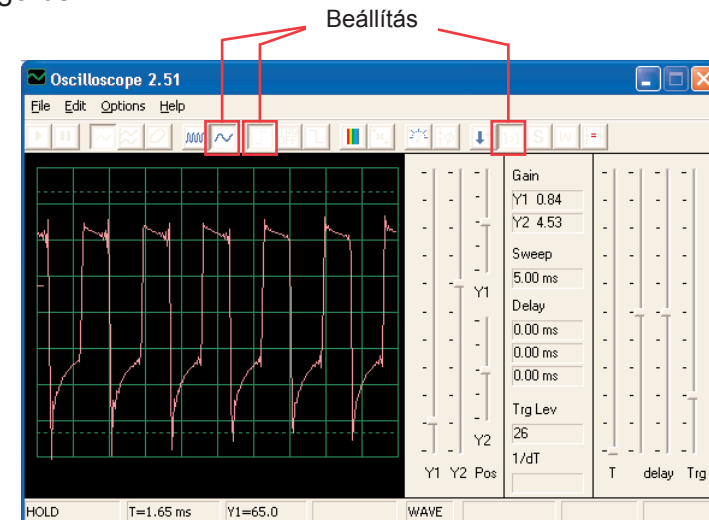 Beállítás
Oscilloscope 2.51
File Edit Options Help
Gain
Y1 0.84
Y2 4.53
Sweep
5.00 ms
Delay
0.00 ms
0.00 ms
0.00 ms
Trg Lev
26
1/dT
Y1
Y2
Y1 Y2 Pos
T delay Trg
HOLD T=1.65 ms Y1=65.0 WAVE